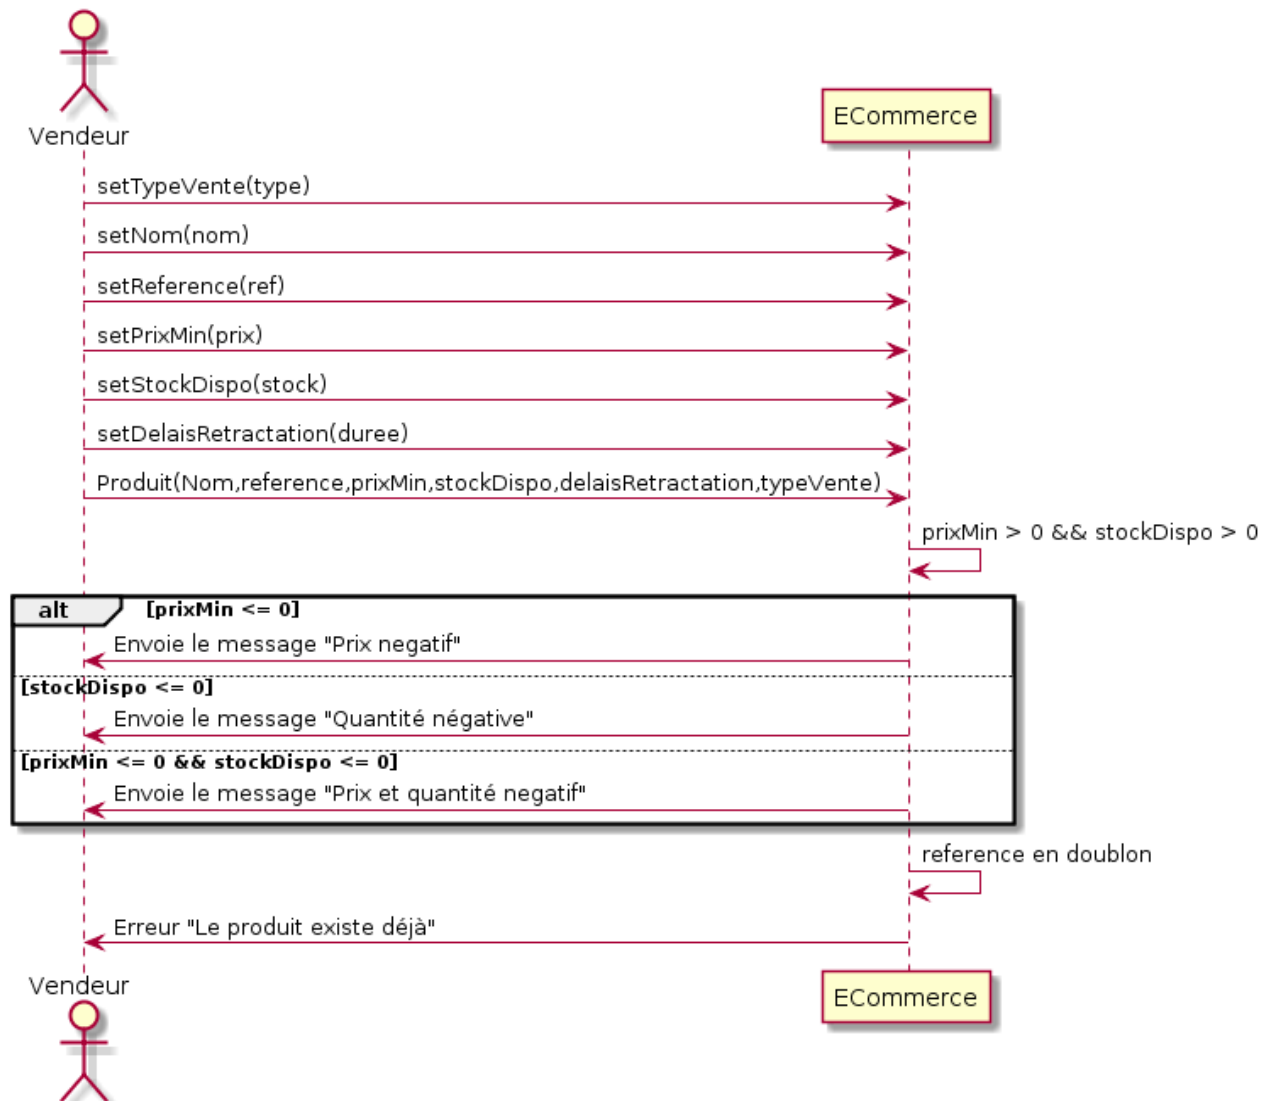 Vendeur
ECommerce
setTypeVente(type)
setNom(nom)
setReference(ref)
setPrixMin(prix)
setStockDispo(stock)
setDelaisRetractation(duree)
Produit(Nom,reference,prixMin,stockDispo,delaisRetractation,typeVente)
prixMin > 0 && stockDispo > 0
alt [prixMin <= 0]
Envoie le message "Prix negatif"
[stockDispo <= 0]
Envoie le message "Quantité négative"
[prixMin <= 0 && stockDispo <= 0]
Envoie le message "Prix et quantité negatif"
reference en doublon
Erreur "Le produit existe déjà"
Vendeur
ECommerce